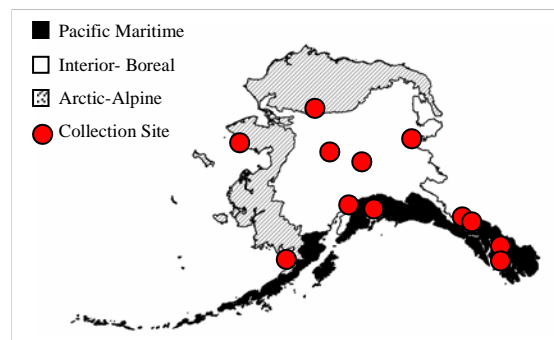 Pacific Maritime
Interior- Boreal
Arctic-Alpine
Collection Site